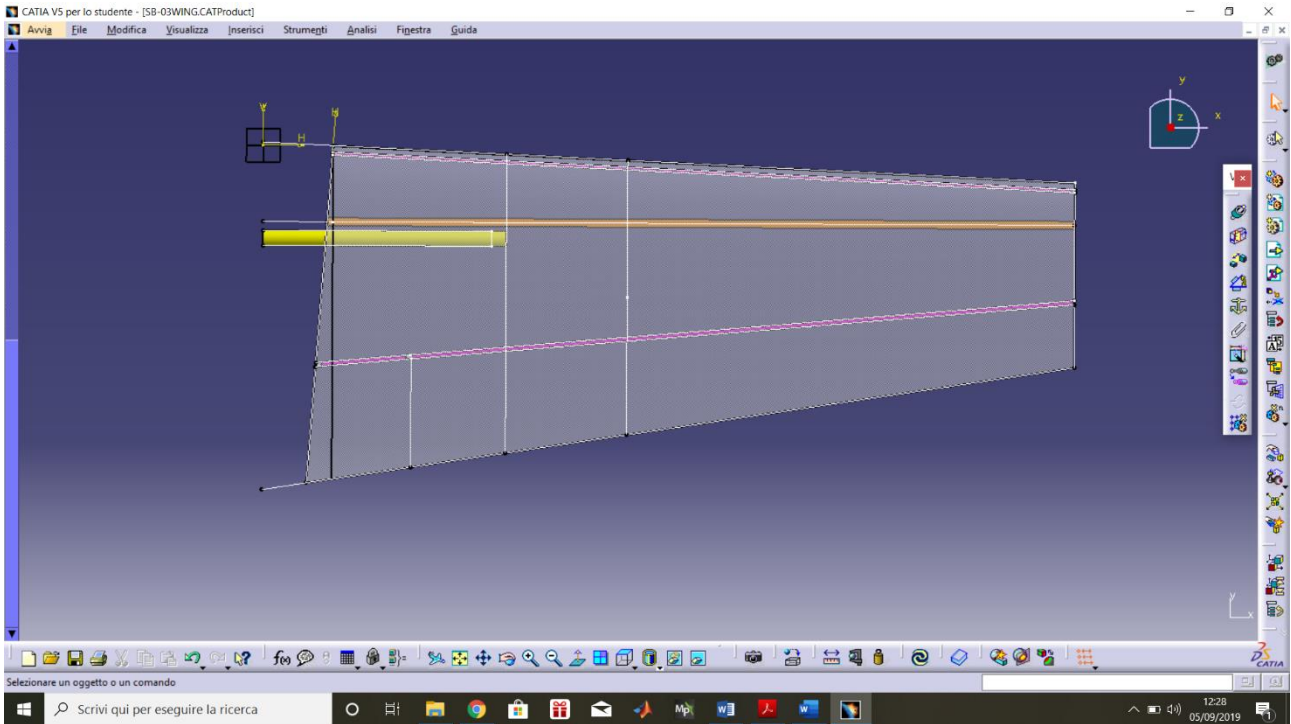 CATIA V5 per lo studente - [SB-03WING.CATProduct]
Avvia File Modifica Visualizza Inserisci Strumenti Analisi Finestra Guida
y
x
z
V
H
H
y
x
CATIA
Selezionare un oggetto o un comando
Scrivi qui per eseguire la ricerca
12:28
05/09/2019